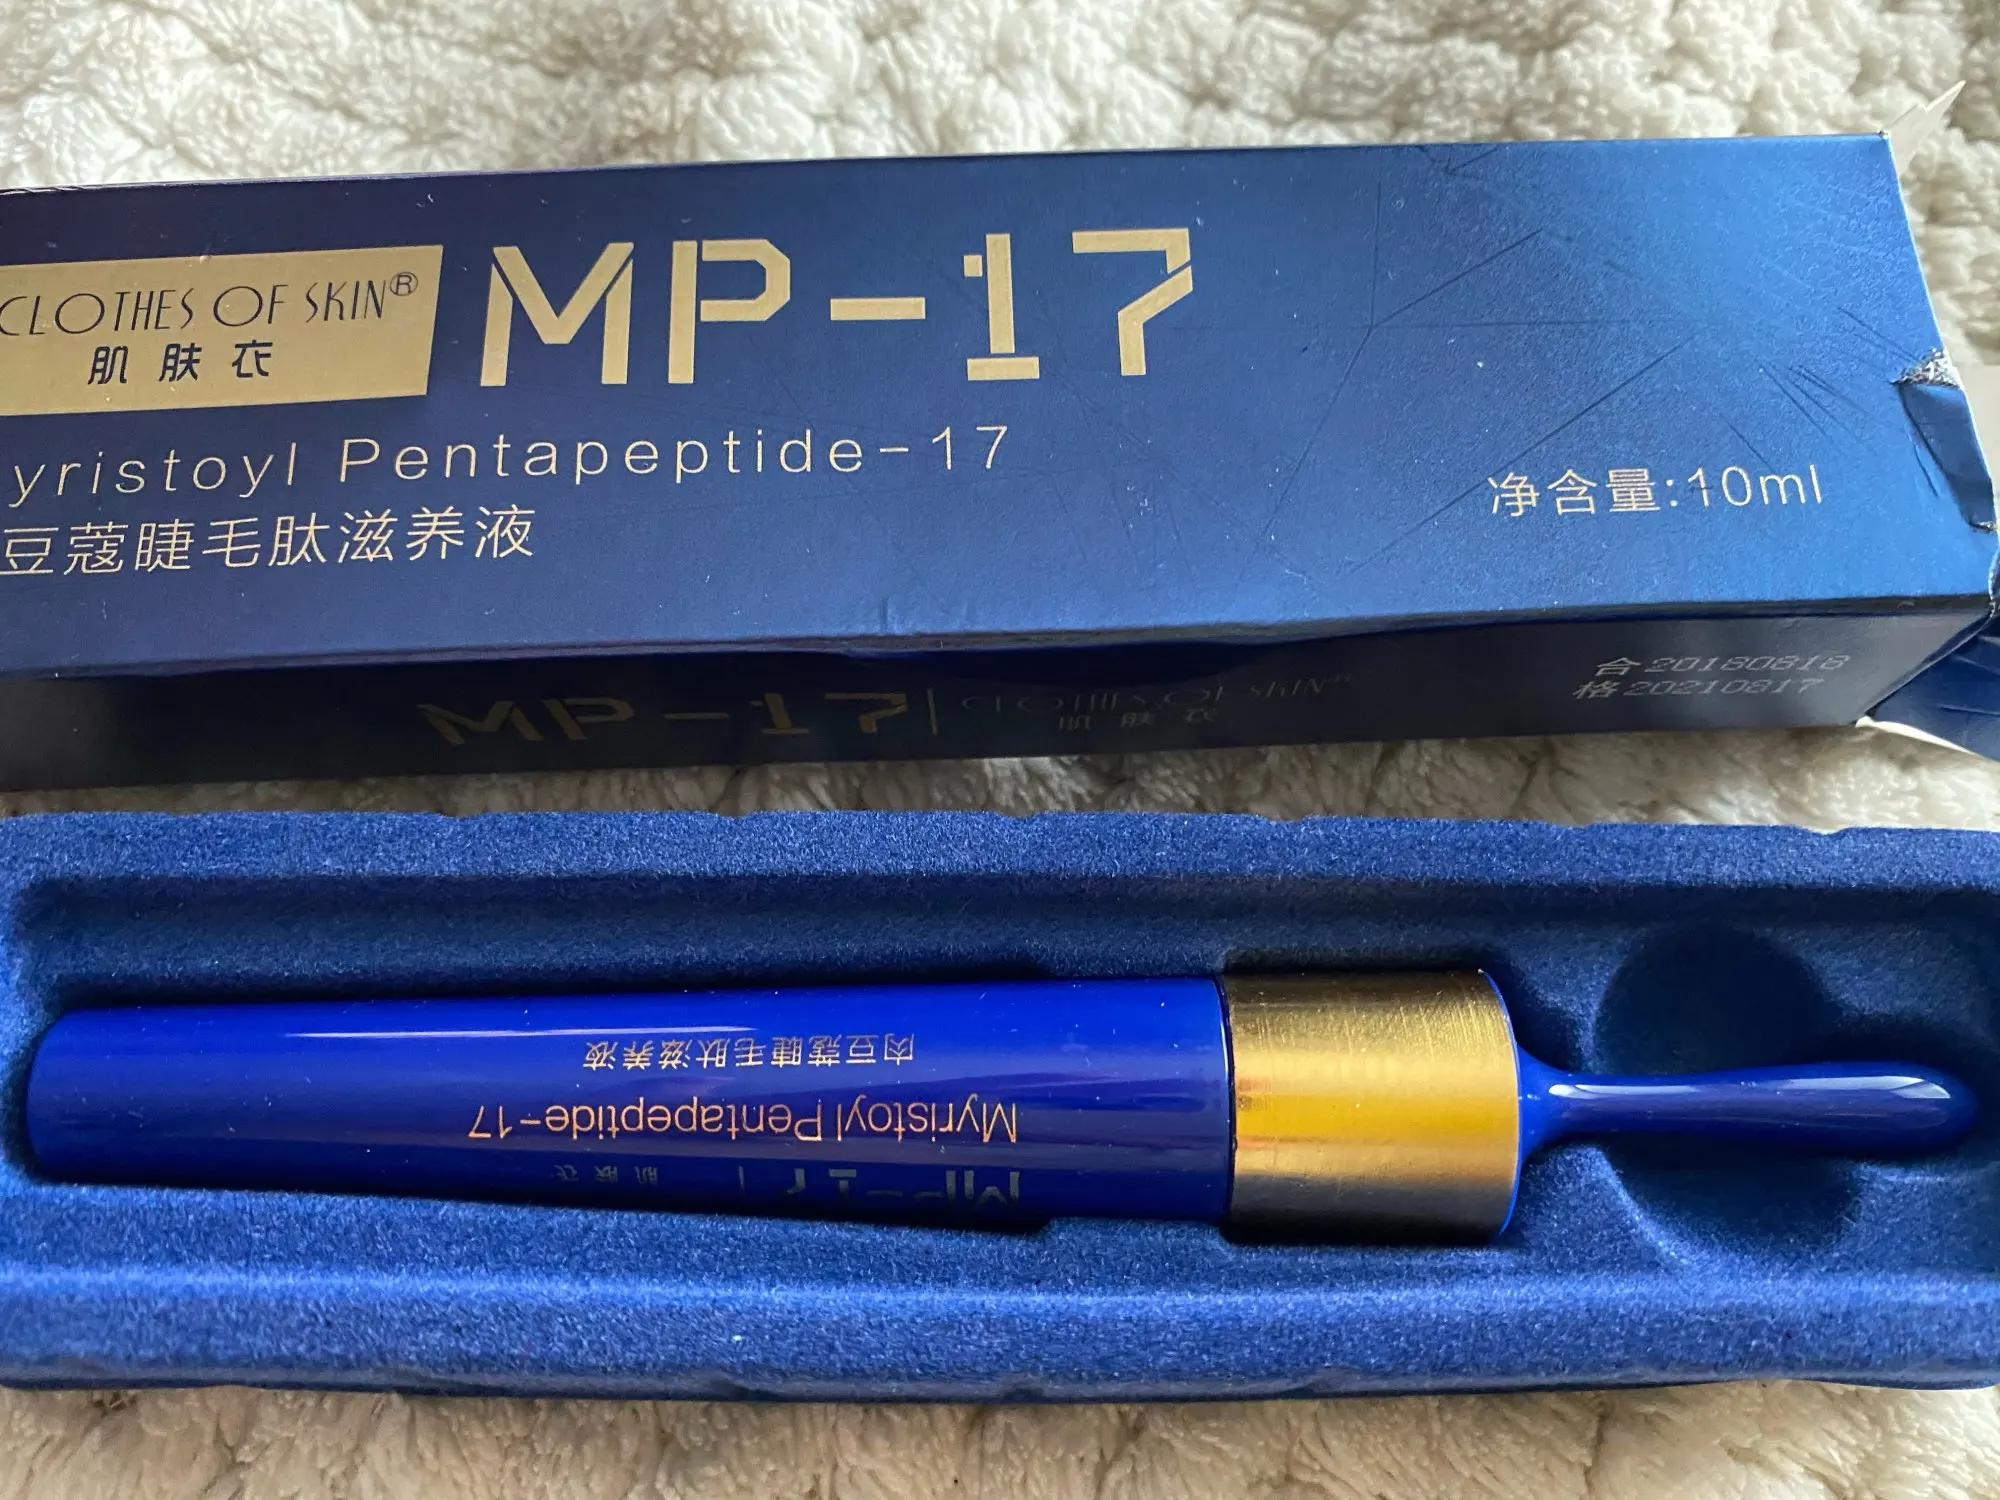 CLOTHES OF SKIN®
肌肤衣
MP-17
yristoyl Pentapeptide-17
豆蔻睫毛肽滋养液
净含量:10ml
MP-17
CLOTHES OF SKIN
肌肤衣
合20180818
格20210817
肉豆蔻睫毛肽滋养液
Myristoyl Pentapeptide-17
MP-17
肌肤衣